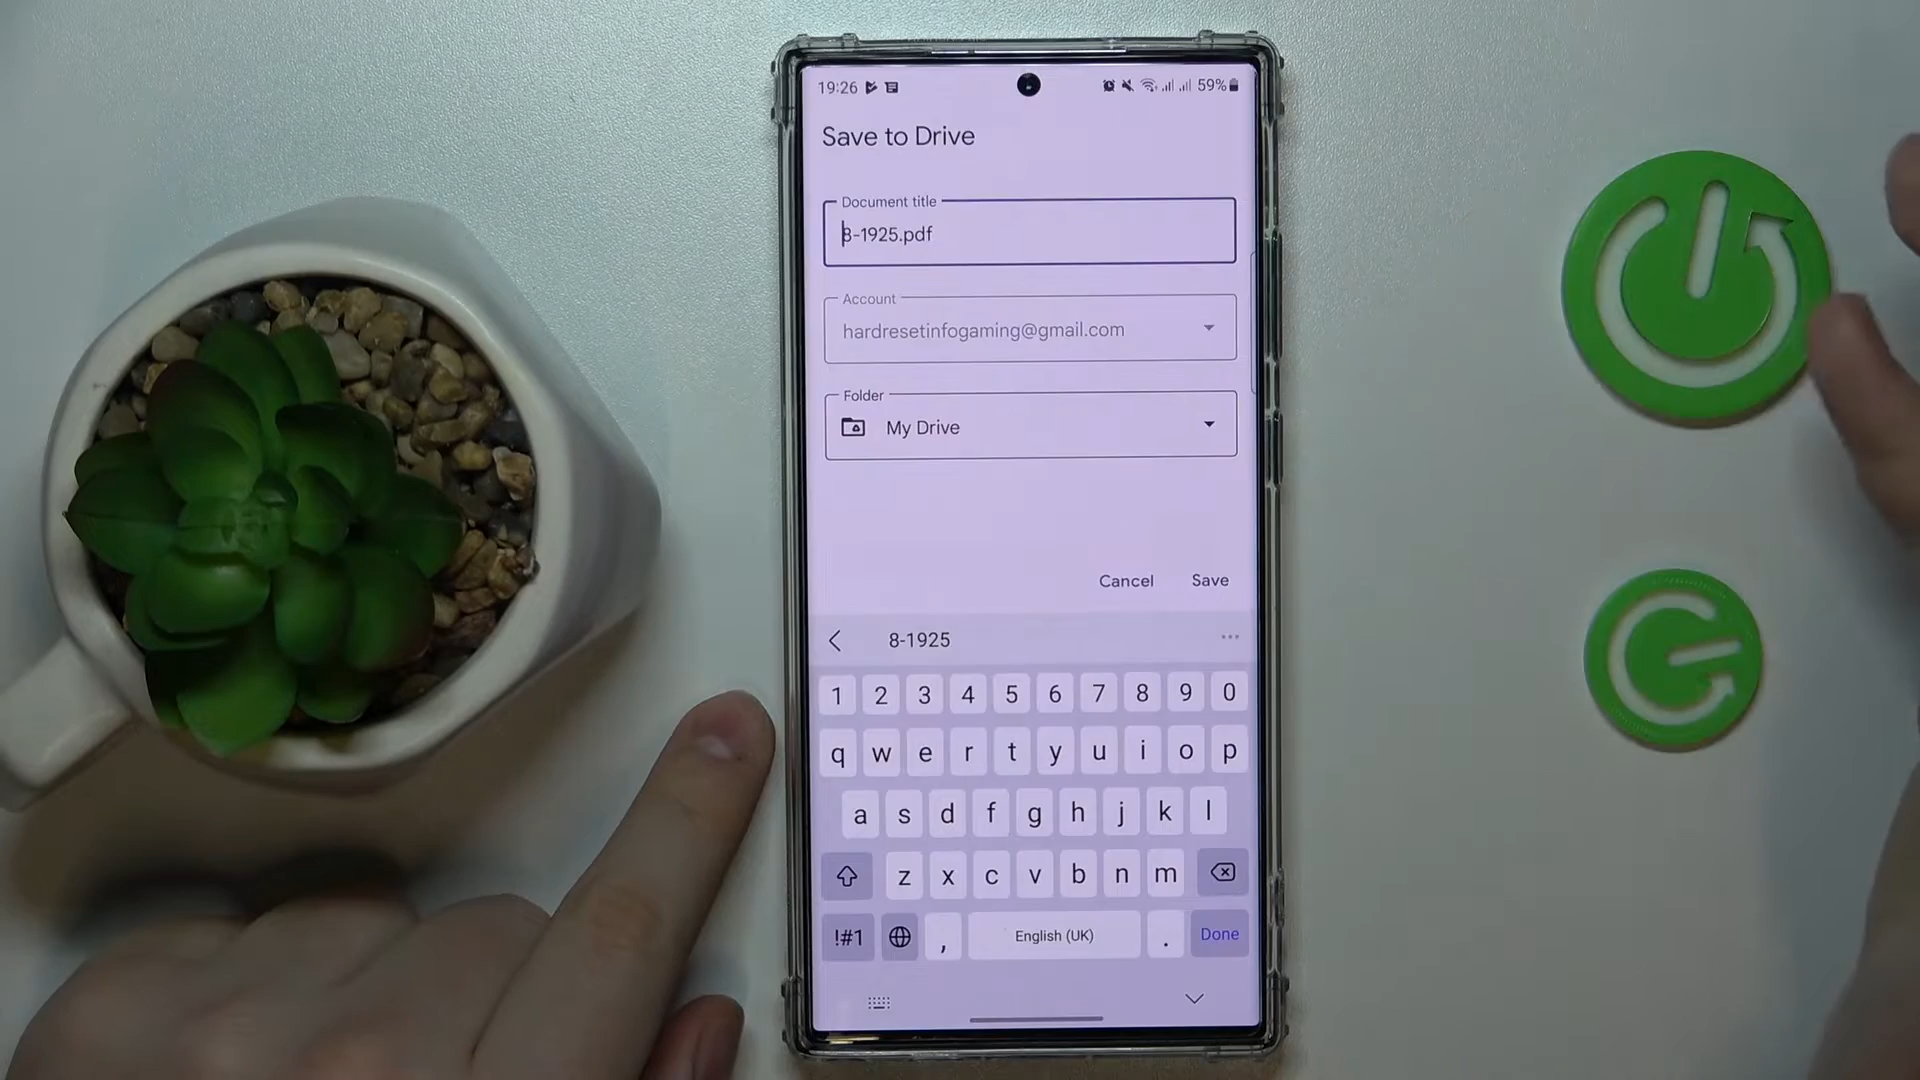 19:26 59%
Save to Drive
Document title
8-1925.pdf
Account
hardresetinfogaming@gmail.com
Folder
My Drive
Cancel Save
8-1925
1 2 3 4 5 6 7 8 9 0
q w e r t y u i o p
a s d f g h j k l
z x c v b n m
!#1 , English (UK) . Done